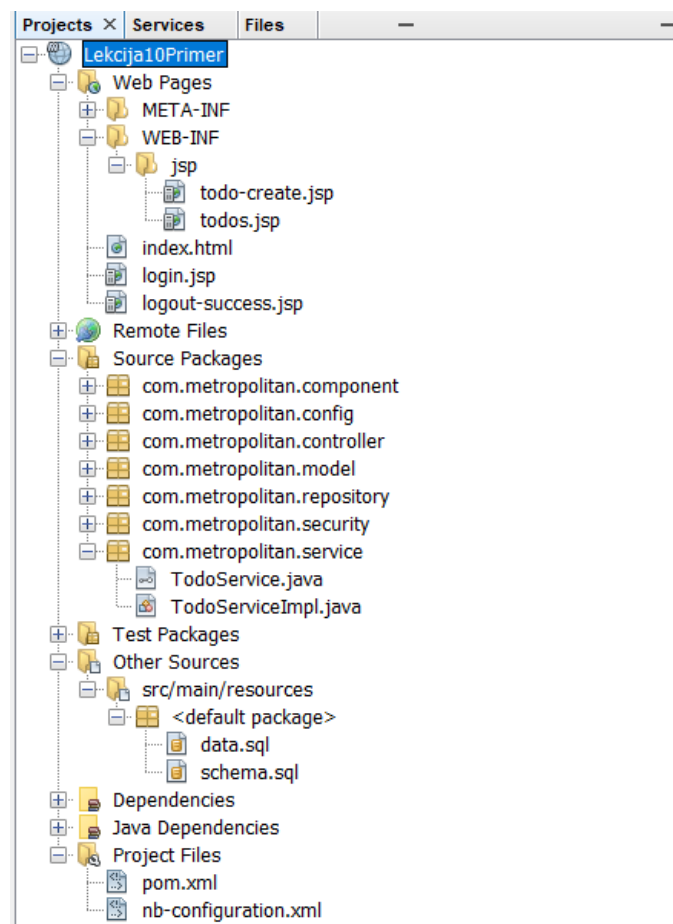 Projects × Services Files
Lekcija10Primer
Web Pages
META-INF
WEB-INF
jsp
todo-create.jsp
todos.jsp
index.html
login.jsp
logout-success.jsp
Remote Files
Source Packages
com.metropolitan.component
com.metropolitan.config
com.metropolitan.controller
com.metropolitan.model
com.metropolitan.repository
com.metropolitan.security
com.metropolitan.service
TodoService.java
TodoServiceImpl.java
Test Packages
Other Sources
src/main/resources
<default package>
data.sql
schema.sql
Dependencies
Java Dependencies
Project Files
pom.xml
nb-configuration.xml